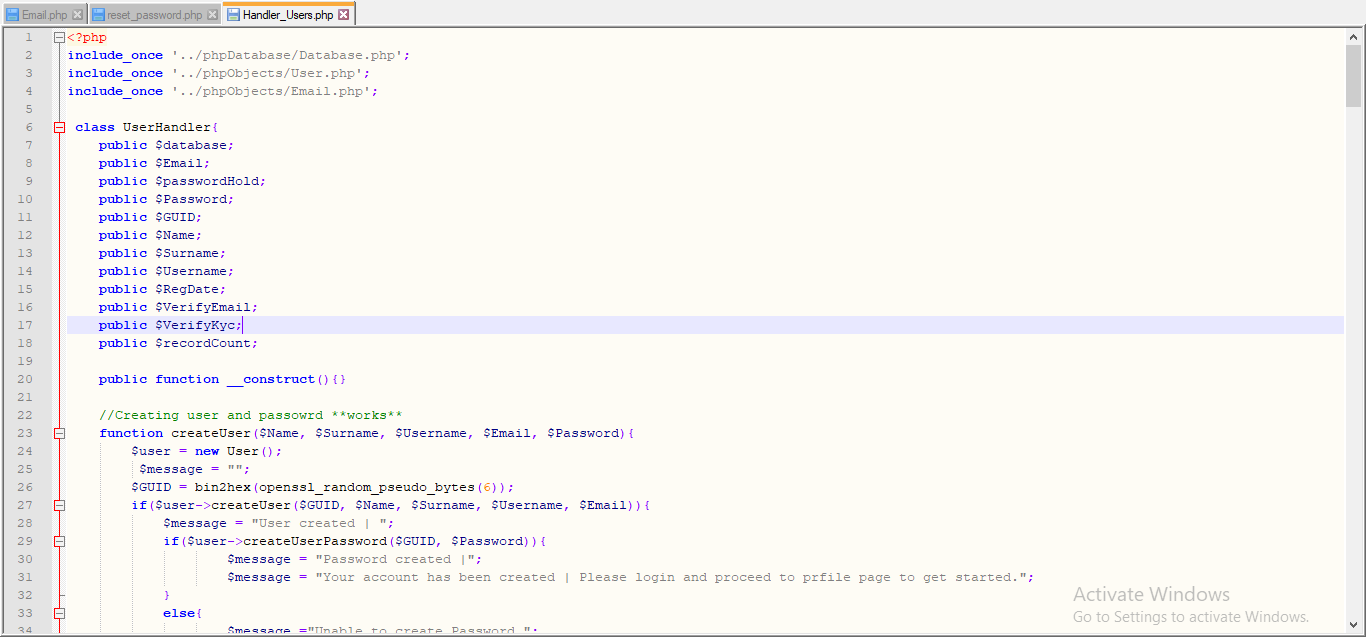 Email.php reset_password.php Handler_Users.php
1 <?php
2 include_once '../phpDatabase/Database.php';
3 include_once '../phpObjects/User.php';
4 include_once '../phpObjects/Email.php';
5
6 class UserHandler{
7 public $database;
8 public $Email;
9 public $passwordHold;
10 public $Password;
11 public $GUID;
12 public $Name;
13 public $Surname;
14 public $Username;
15 public $RegDate;
16 public $VerifyEmail;
17 public $VerifyKyc;
18 public $recordCount;
19
20 public function __construct(){}
21
22 //Creating user and passowrd **works**
23 function createUser($Name, $Surname, $Username, $Email, $Password){
24 $user = new User();
25 $message = "";
26 $GUID = bin2hex(openssl_random_pseudo_bytes(6));
27 if($user->createUser($GUID, $Name, $Surname, $Username, $Email)){
28 $message = "User created | ";
29 if($user->createUserPassword($GUID, $Password)){
30 $message = "Password created |";
31 $message = "Your account has been created | Please login and proceed to prfile page to get started.";
32 }
33 else{
34 $message ="Unable to create Password ";
Activate Windows
Go to Settings to activate Windows.